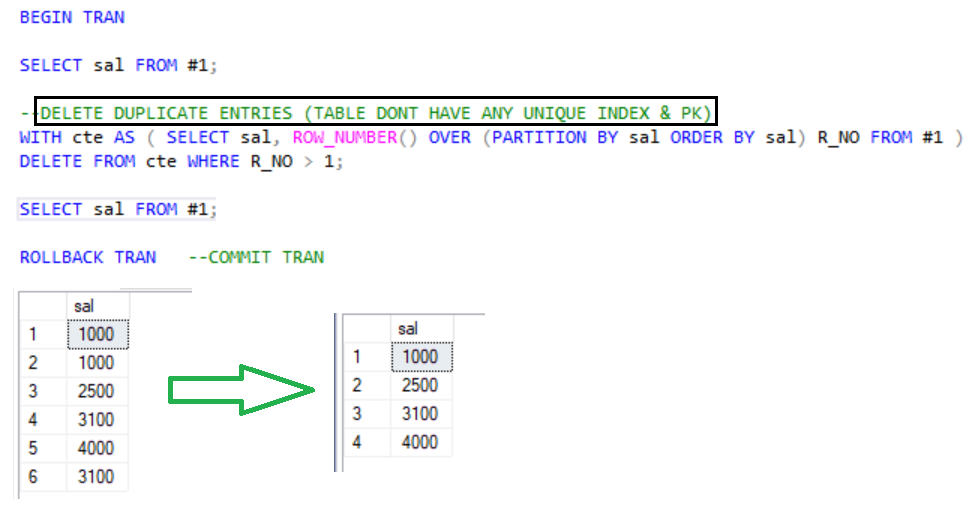 BEGIN TRAN
SELECT sal FROM #1;
--DELETE DUPLICATE ENTRIES (TABLE DONT HAVE ANY UNIQUE INDEX & PK)
WITH cte AS ( SELECT sal, ROW_NUMBER() OVER (PARTITION BY sal ORDER BY sal) R_NO FROM #1 )
DELETE FROM cte WHERE R_NO > 1;
SELECT sal FROM #1;
ROLLBACK TRAN --COMMIT TRAN
sal
1 1000
2 1000
3 2500
4 3100
5 4000
6 3100
sal
1 1000
2 2500
3 3100
4 4000